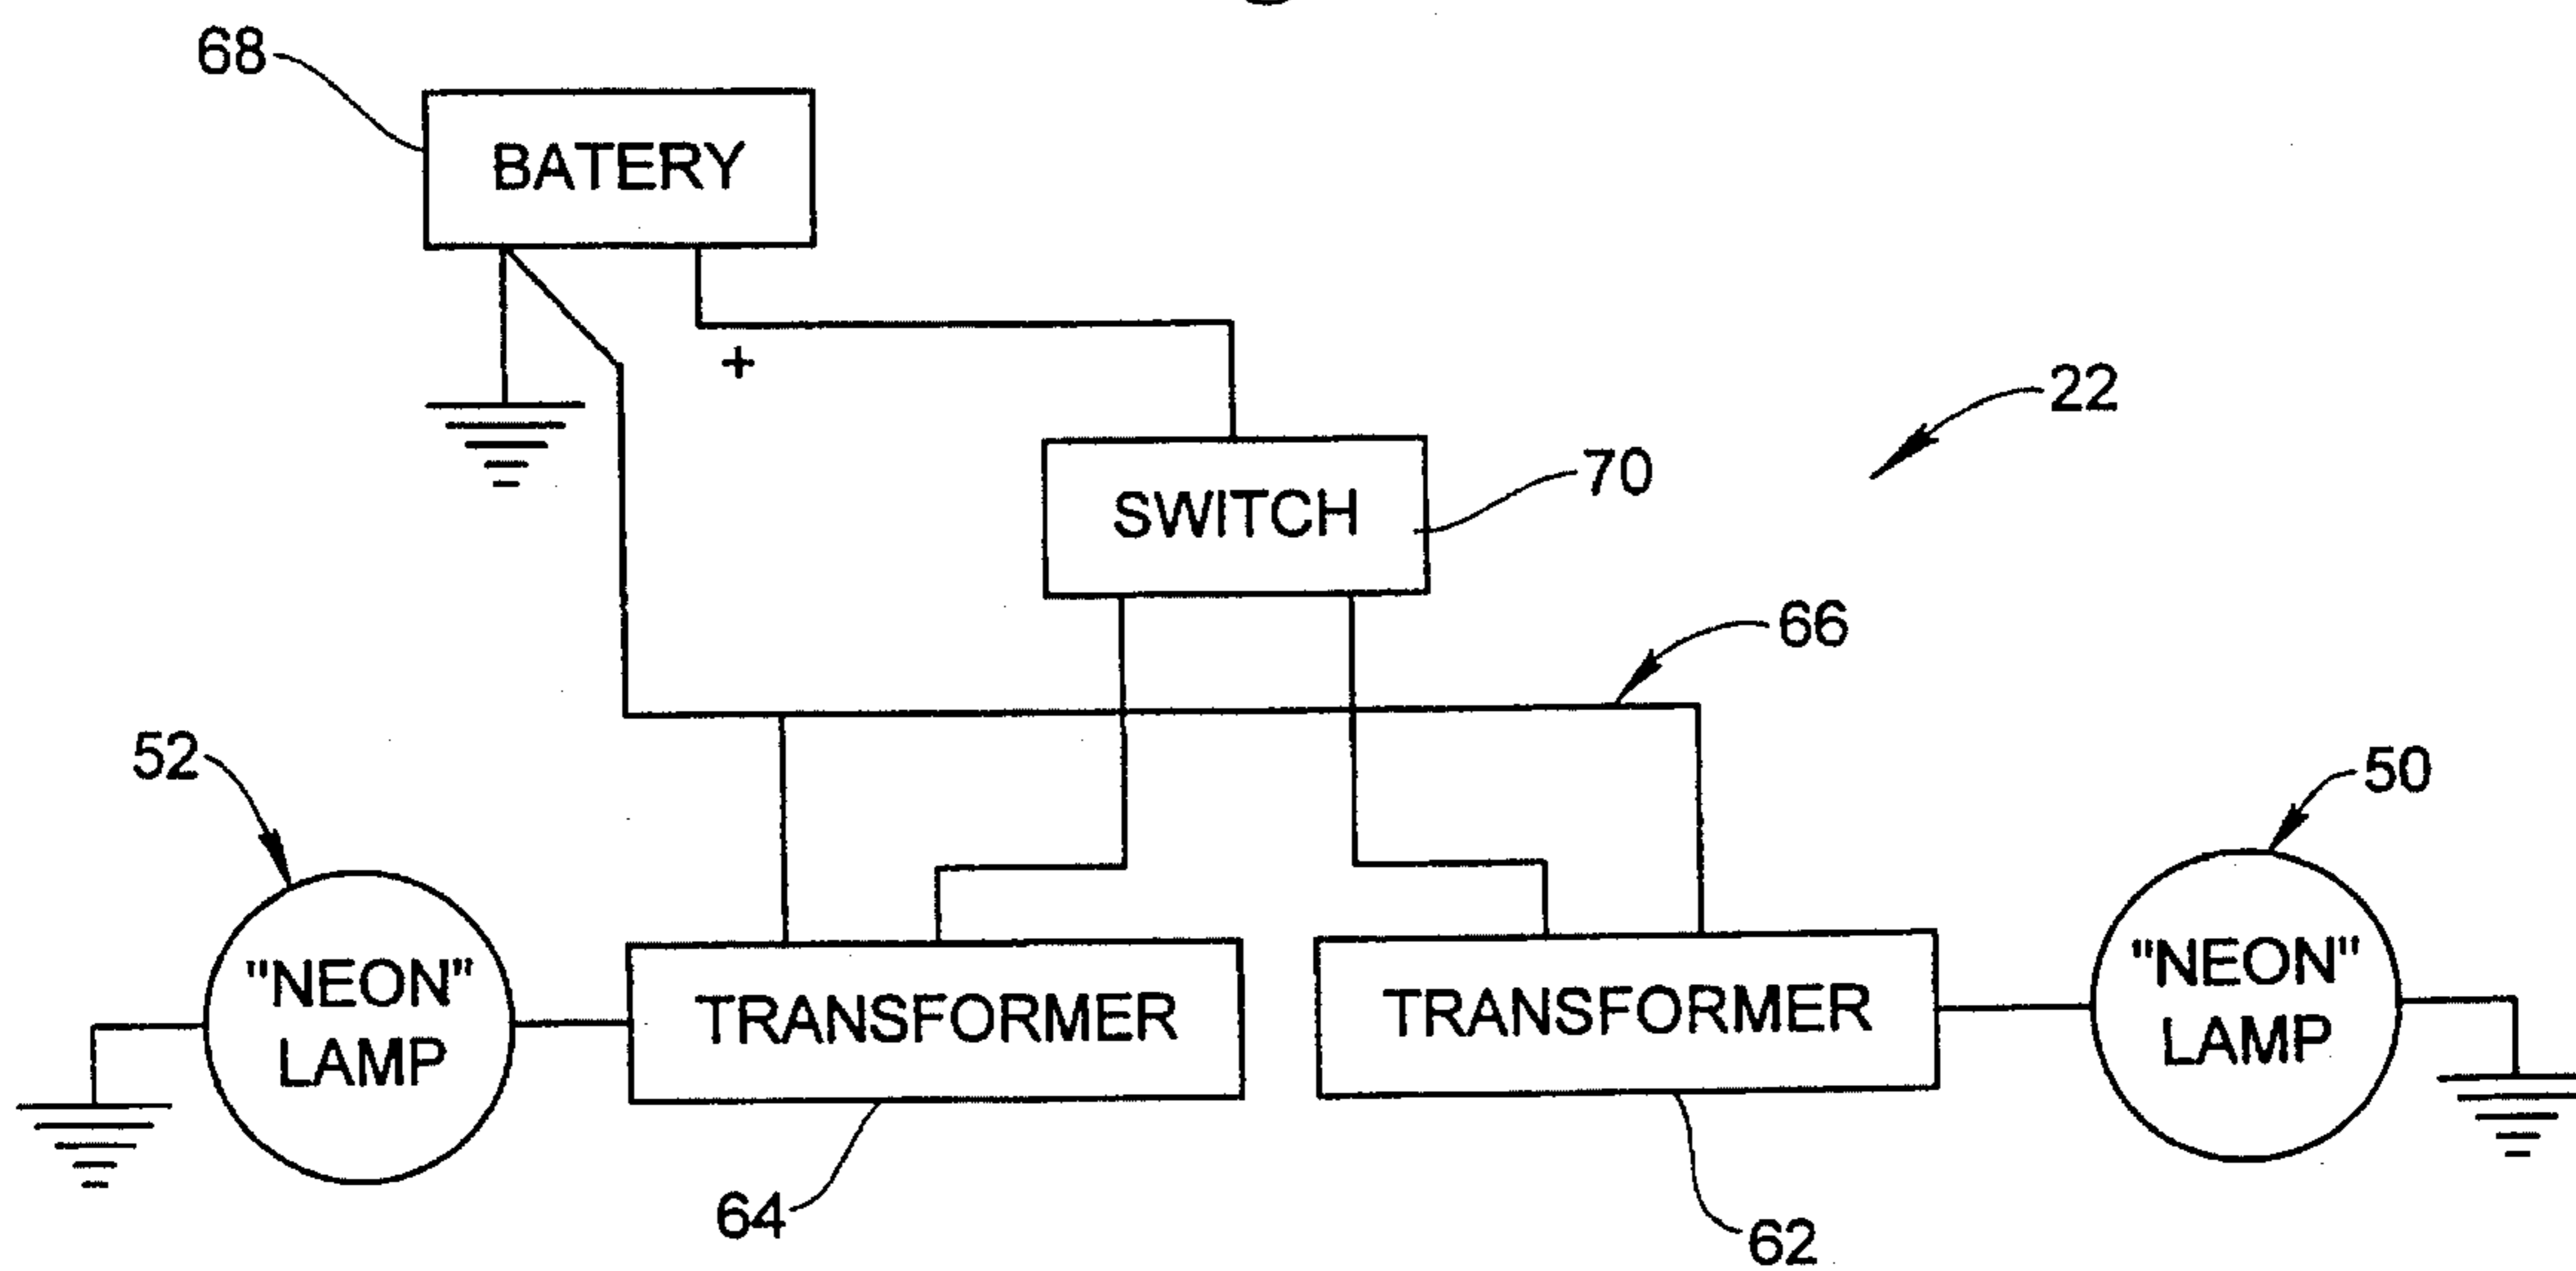 68
BATERY
+
22
SWITCH
70
66
52
50
"NEON"
LAMP
TRANSFORMER
TRANSFORMER
"NEON"
LAMP
64
62